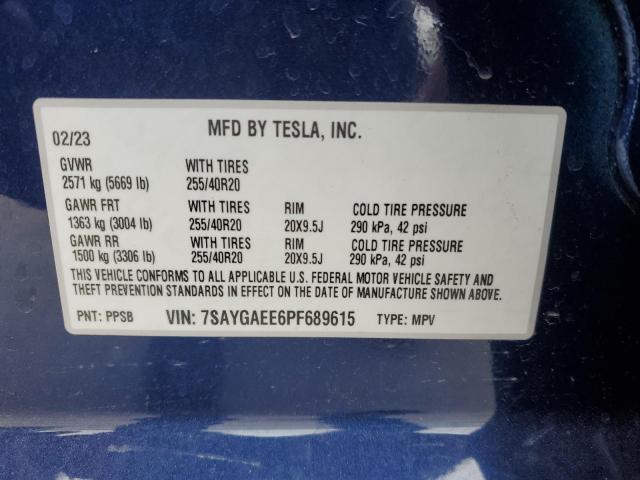 02/23 MFD BY TESLA, INC.
GVWR WITH TIRES
2571 kg (5669 lb) 255/40R20
GAWR FRT WITH TIRES RIM COLD TIRE PRESSURE
1363 kg (3004 lb) 255/40R20 20X9.5J 290 kPa, 42 psi
GAWR RR WITH TIRES RIM COLD TIRE PRESSURE
1500 kg (3306 lb) 255/40R20 20X9.5J 290 kPa, 42 psi
THIS VEHICLE CONFORMS TO ALL APPLICABLE U.S. FEDERAL MOTOR VEHICLE SAFETY AND
THEFT PREVENTION STANDARDS IN EFFECT ON THE DATE OF MANUFACTURE SHOWN ABOVE.
PNT: PPSB VIN: 7SAYGAEE6PF689615 TYPE: MPV